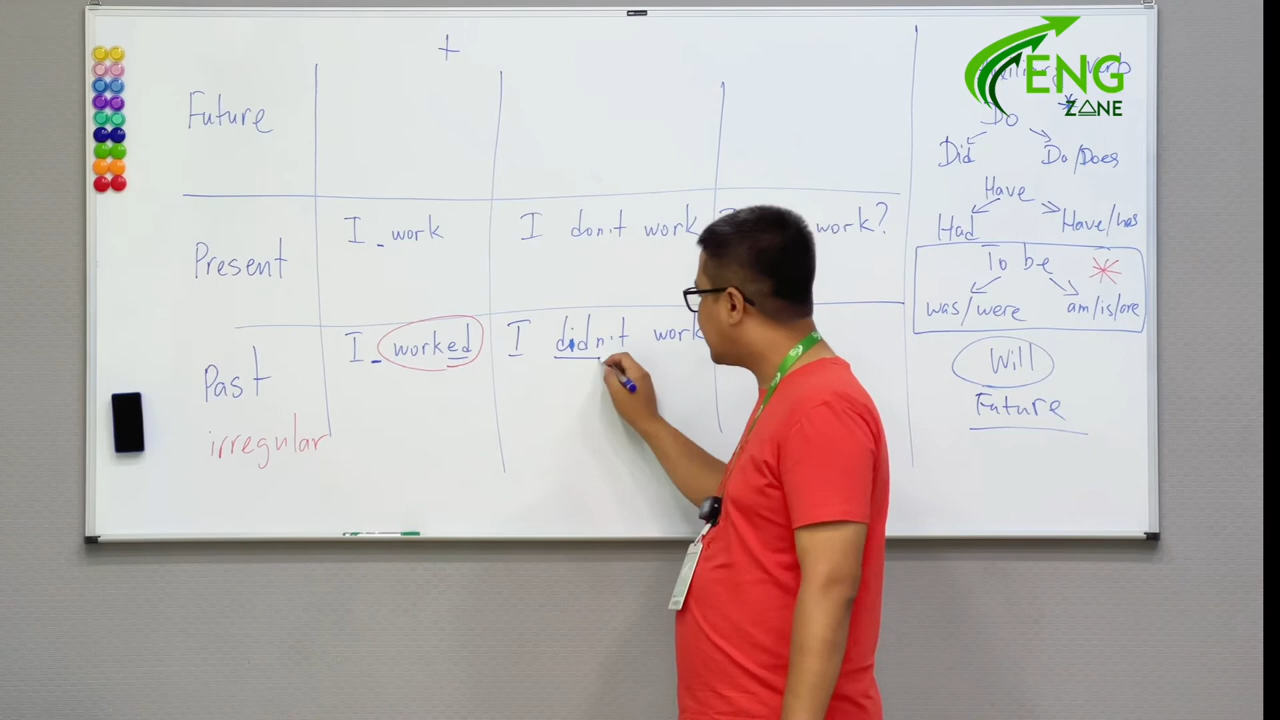 +
Future
Present
I _ work
I don't work
work?
Past
I _ worked
I didn't work
irregular
ENG
ZONE
verb
Do
Did
Do/Does
Have
Had
Have/has
To be
was/were
am/is/are
Will
Future